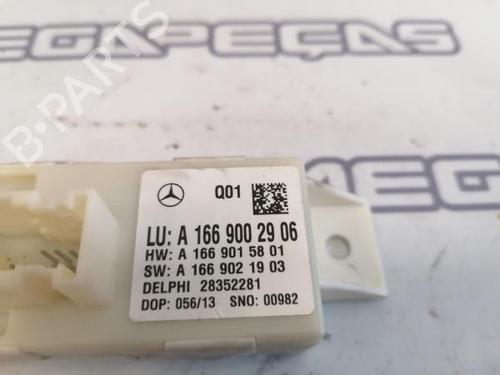 MEGAPEÇAS
B-PARTS
MEGA
Q01
LU: A 166 900 29 06
HW: A 166 901 58 01
SW: A 166 902 19 03
DELPHI 28352281
DOP: 056/13 SNO: 00982